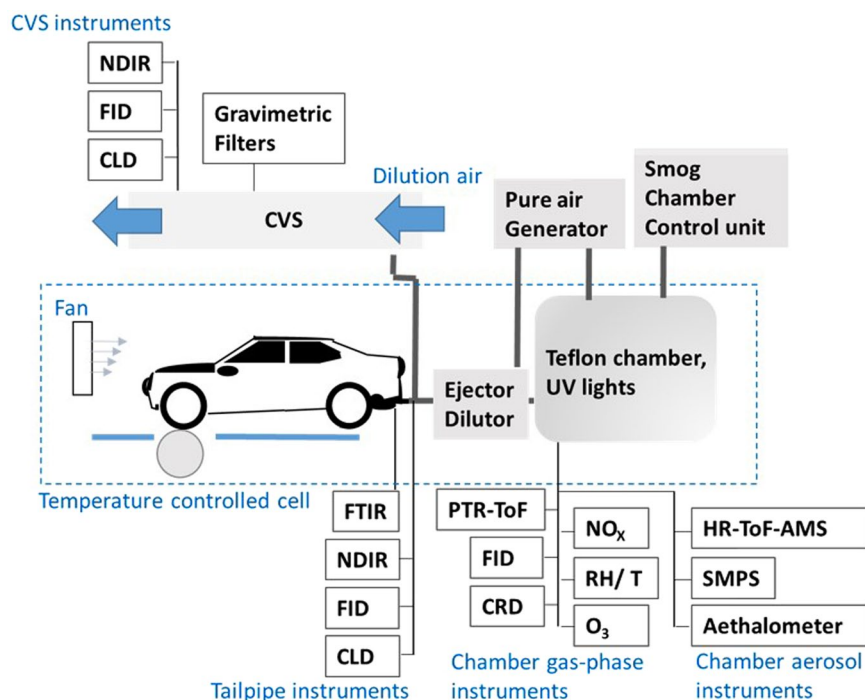 CVS instruments
NDIR
FID
CLD
Gravimetric
Filters
Dilution air
CVS
Pure air
Generator
Smog
Chamber
Control unit
Fan
Teflon chamber,
UV lights
Ejector
Dilutor
Temperature controlled cell
FTIR
NDIR
FID
CLD
Tailpipe instruments
PTR-ToF
FID
CRD
NOX
RH/ T
O3
Chamber gas-phase
instruments
HR-ToF-AMS
SMPS
Aethalometer
Chamber aerosol
instruments